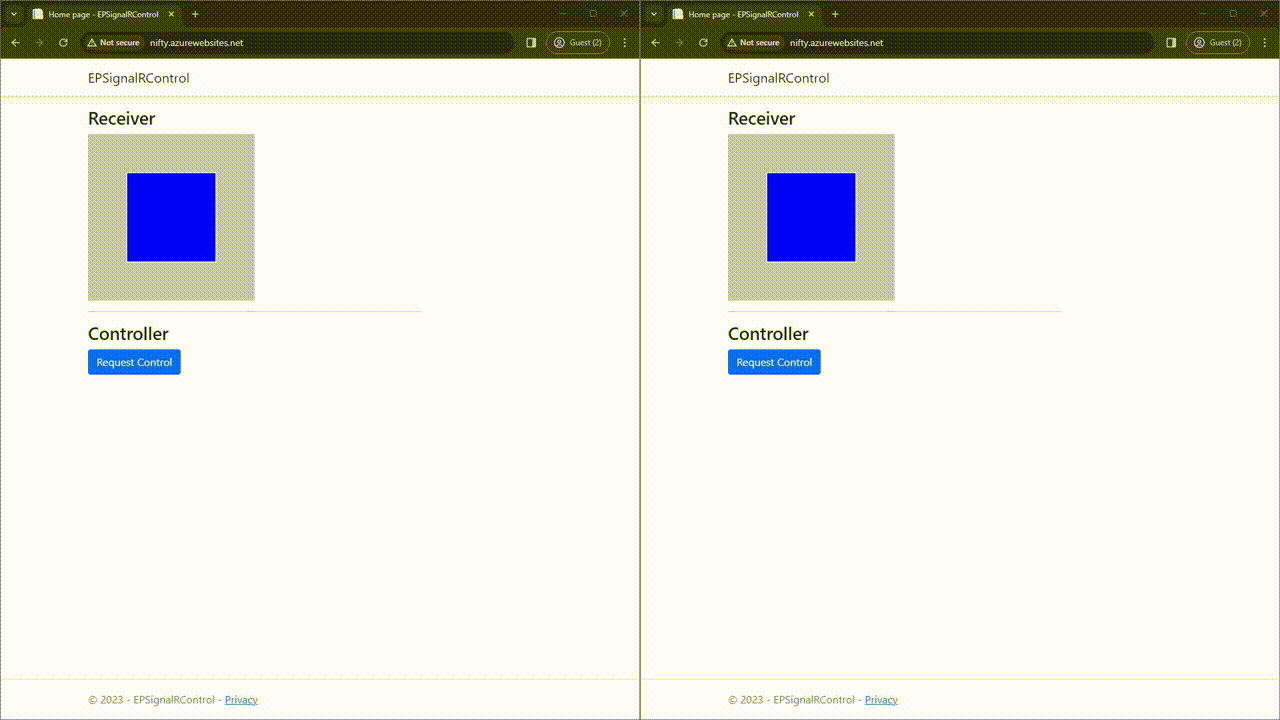 Home page - EPSignalRControl
Not secure
nifty.azurewebsites.net
Guest (2)
EPSignalRControl
Receiver
Controller
Request Control
© 2023 - EPSignalRControl - Privacy
Home page - EPSignalRControl
Not secure
nifty.azurewebsites.net
Guest (2)
EPSignalRControl
Receiver
Controller
Request Control
© 2023 - EPSignalRControl - Privacy